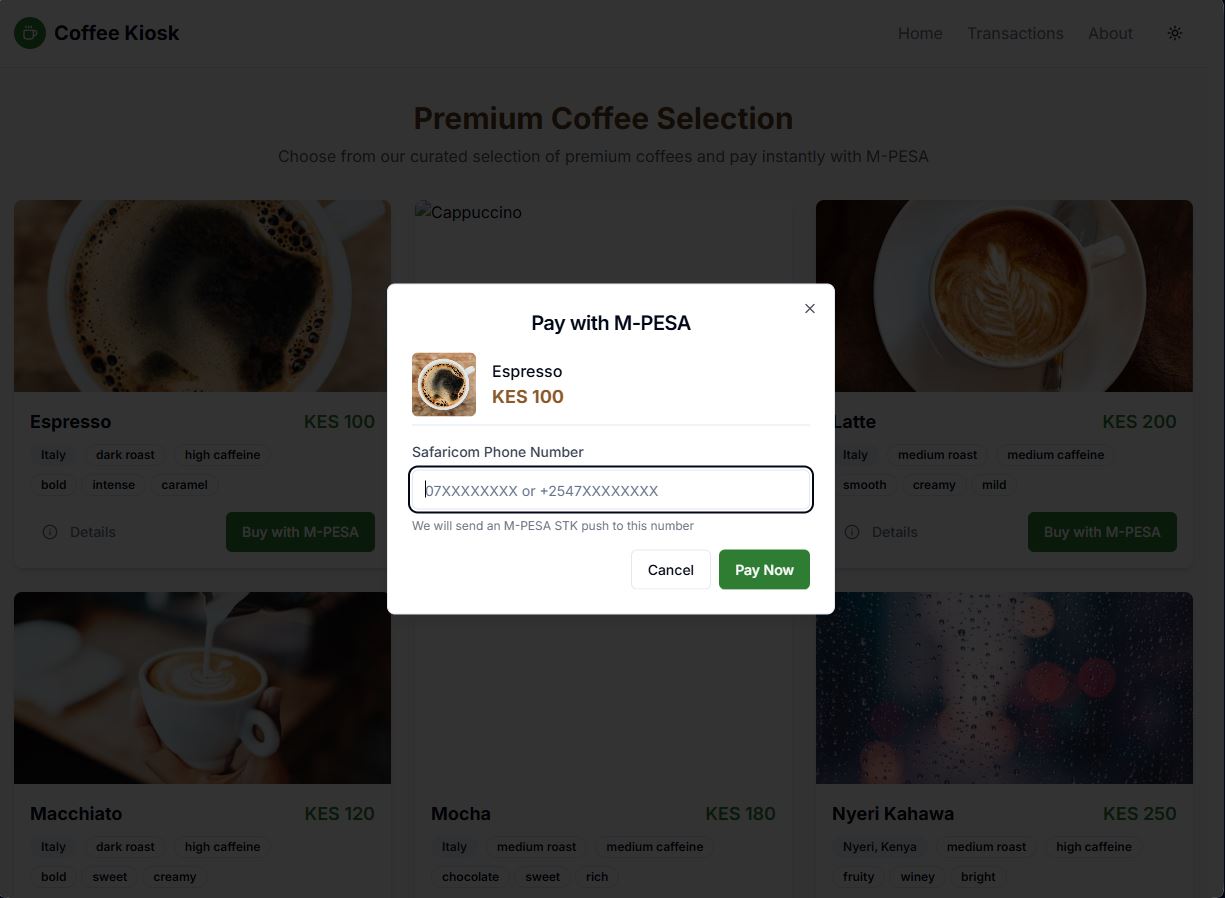 Coffee Kiosk
Home Transactions About
Premium Coffee Selection
Choose from our curated selection of premium coffees and pay instantly with M-PESA
Cappuccino
Pay with M-PESA
Espresso
KES 100
Safaricom Phone Number
07XXXXXXXX or +2547XXXXXXXX
We will send an M-PESA STK push to this number
Cancel Pay Now
Espresso KES 100
Italy dark roast high caffeine
bold intense caramel
Details Buy with M-PESA
Latte KES 200
Italy medium roast medium caffeine
smooth creamy mild
Details Buy with M-PESA
Macchiato KES 120
Italy dark roast high caffeine
bold sweet creamy
Mocha KES 180
Italy medium roast medium caffeine
chocolate sweet rich
Nyeri Kahawa KES 250
Nyeri, Kenya medium roast high caffeine
fruity winey bright